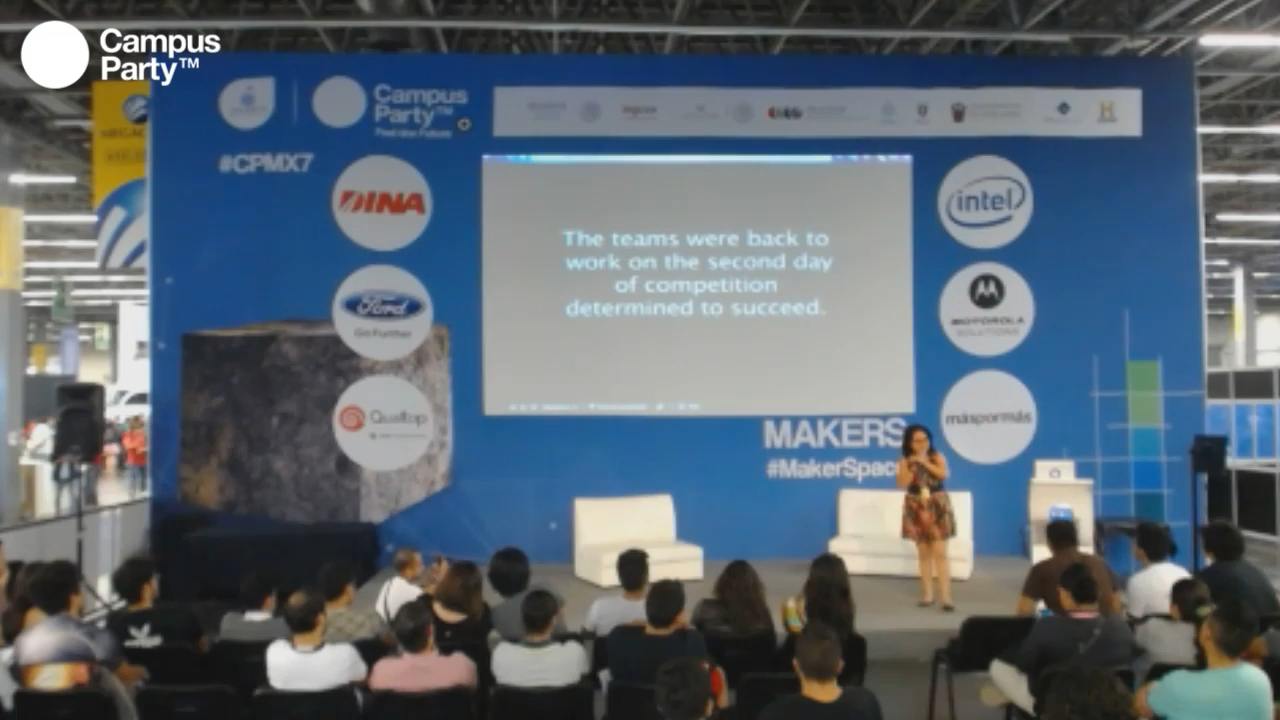 Campus
Party™
Campus
Party™
#CPMX7
DINA
Ford
Go Further
Qualtop
The teams were back to
work on the second day
of competition
determined to succeed.
intel
MOTOROLA
SOLUTIONS
máspormás
MAKERS
#MakerSpace
H